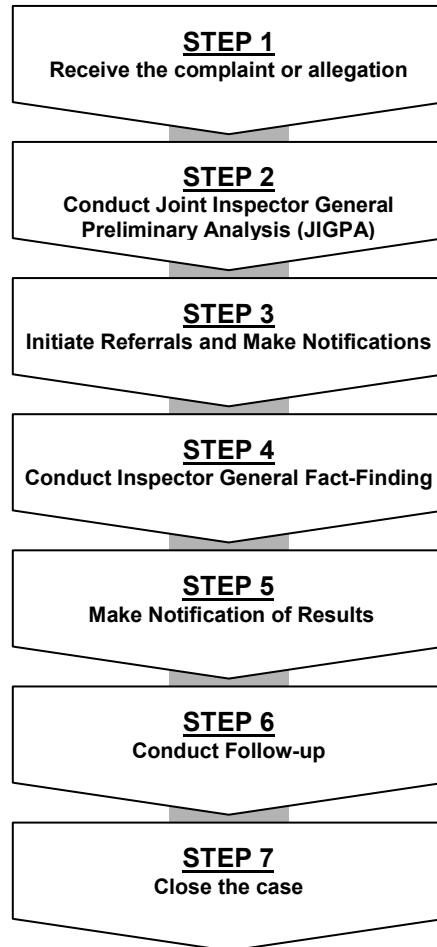 STEP 1
Receive the complaint or allegation
STEP 2
Conduct Joint Inspector General
Preliminary Analysis (JIGPA)
STEP 3
Initiate Referrals and Make Notifications
STEP 4
Conduct Inspector General Fact-Finding
STEP 5
Make Notification of Results
STEP 6
Conduct Follow-up
STEP 7
Close the case